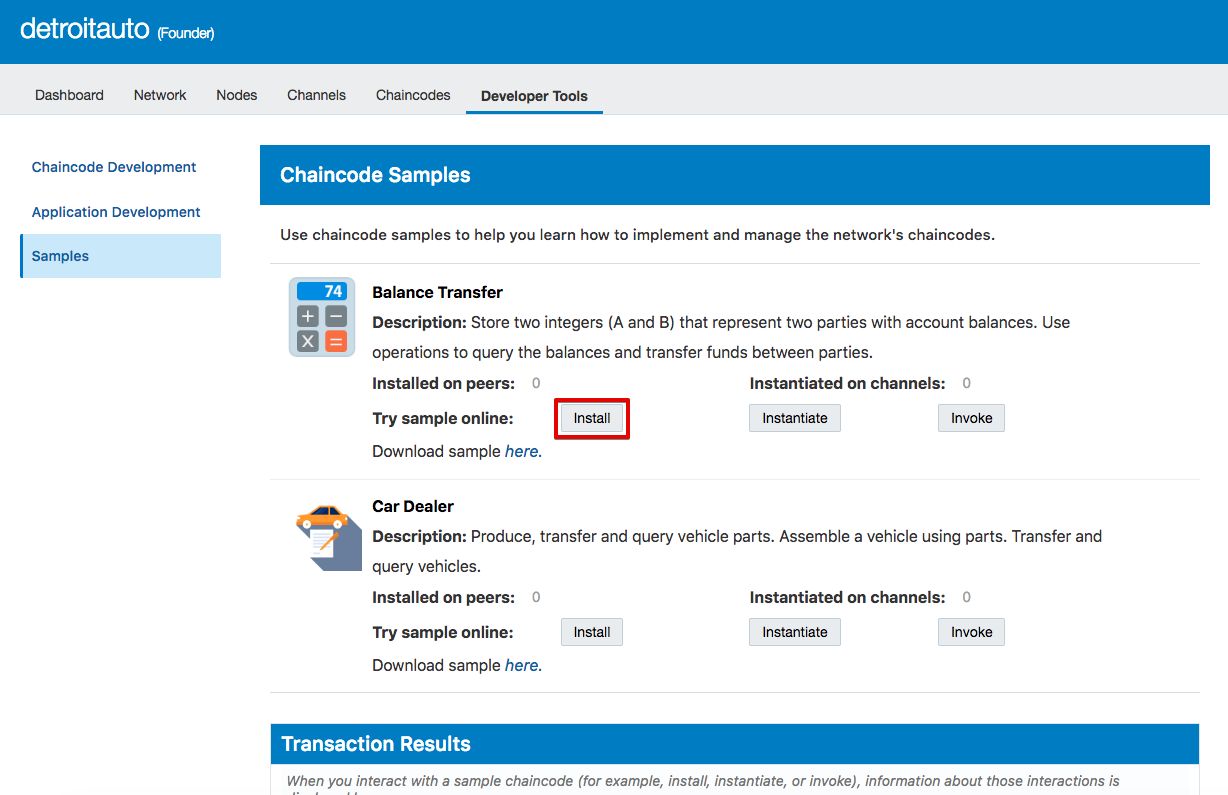 detroitauto (Founder)
Dashboard Network Nodes Channels Chaincodes Developer Tools
Chaincode Development
Application Development
Samples
Chaincode Samples
Use chaincode samples to help you learn how to implement and manage the network's chaincodes.
74
Balance Transfer
Description: Store two integers (A and B) that represent two parties with account balances. Use
operations to query the balances and transfer funds between parties.
Installed on peers: 0 Instantiated on channels: 0
Try sample online: Install Instantiate Invoke
Download sample here.
Car Dealer
Description: Produce, transfer and query vehicle parts. Assemble a vehicle using parts. Transfer and
query vehicles.
Installed on peers: 0 Instantiated on channels: 0
Try sample online: Install Instantiate Invoke
Download sample here.
Transaction Results
When you interact with a sample chaincode (for example, install, instantiate, or invoke), information about those interactions is